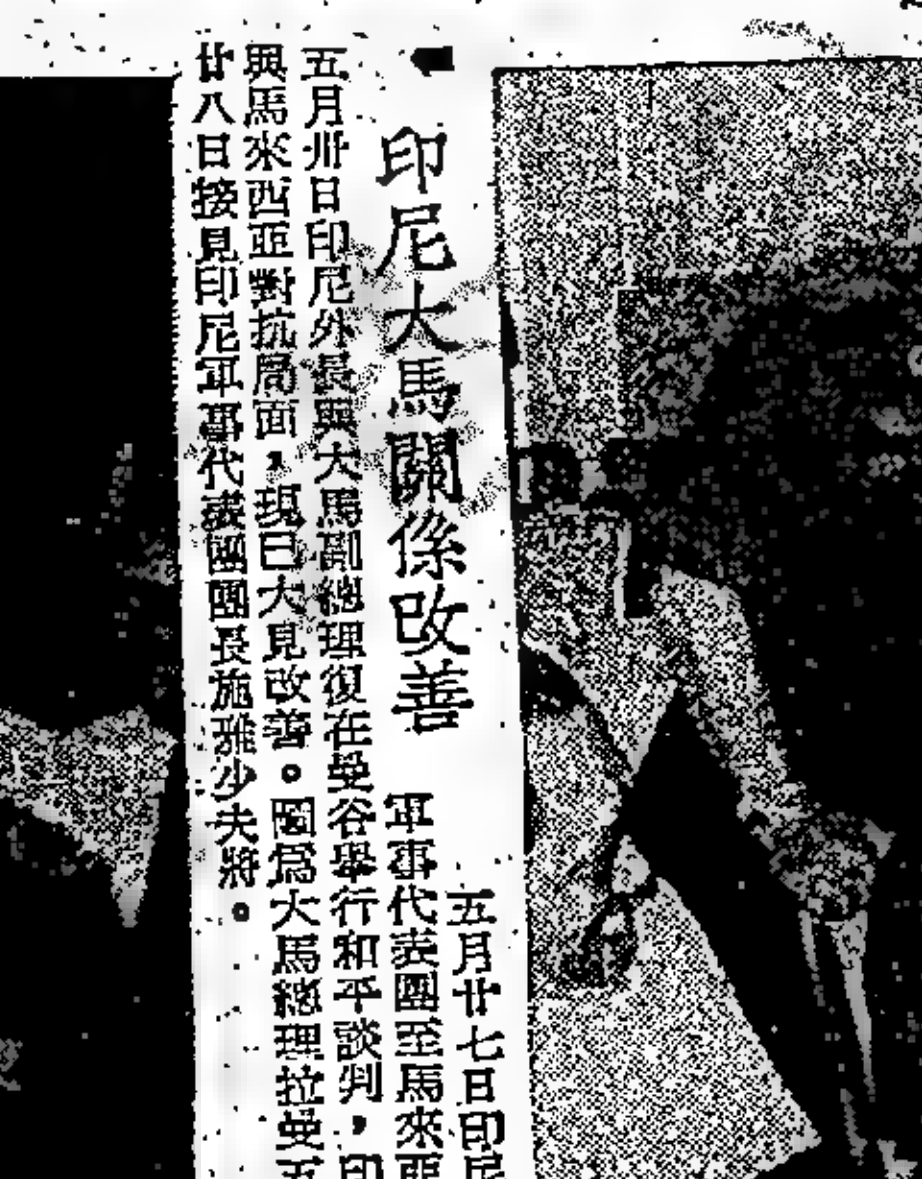 印尼大馬關係改善
五月廿七日印尼
軍事代表團至馬來亞
五月卅日印尼外長與大馬副總理復在曼谷舉行和平談判，印
與馬來西亞對抗局面，現已大見改善。圖爲大馬總理拉曼五
廿八日接見印尼軍事代表團團長施雅少夫將。